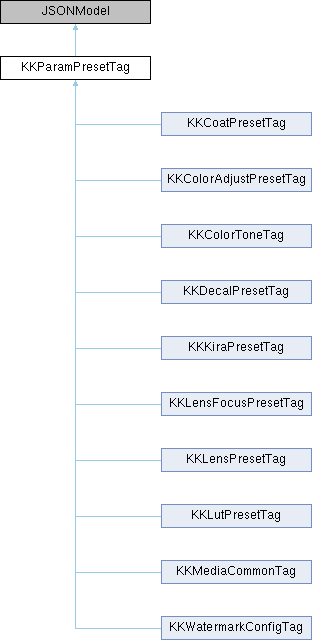 JSONModel
KKParamPresetTag
KKCoatPresetTag
KKColorAdjustPresetTag
KKColorToneTag
KKDecalPresetTag
KKKiraPresetTag
KKLensFocusPresetTag
KKLensPresetTag
KKLutPresetTag
KKMediaCommonTag
KKWatermarkConfigTag